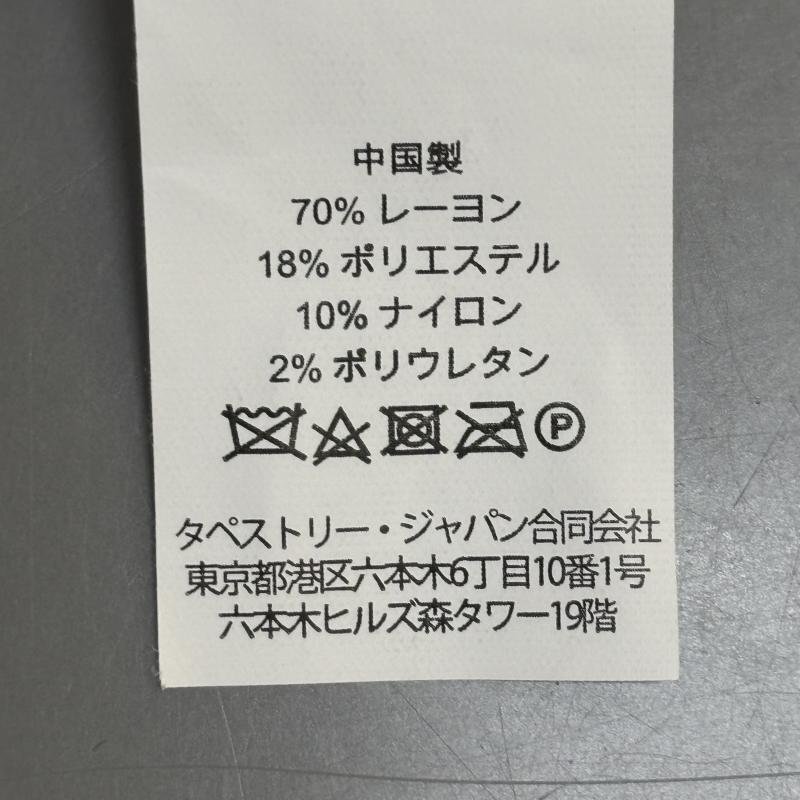 中国製
70% レーヨン
18% ポリエステル
10% ナイロン
2% ポリウレタン
P
タペストリー・ジャパン合同会社
東京都港区六本木6丁目10番1号
六本木ヒルズ森タワー19階